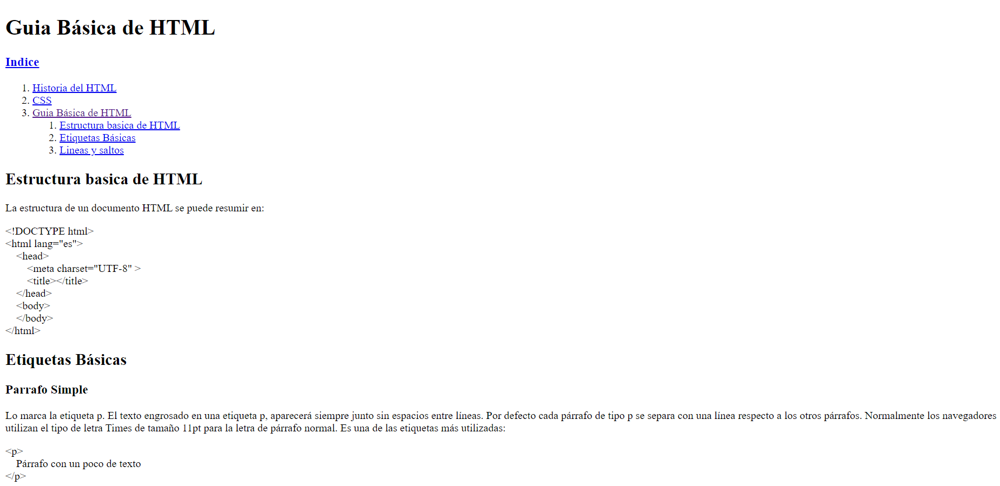 Guia Básica de HTML
Indice
1. Historia del HTML
2. CSS
3. Guia Básica de HTML
1. Estructura basica de HTML
2. Etiquetas Básicas
3. Lineas y saltos
Estructura basica de HTML
La estructura de un documento HTML se puede resumir en:
<!DOCTYPE html>
<html lang="es">
<head>
<meta charset="UTF-8" >
<title></title>
</head>
<body>
</body>
</html>
Etiquetas Básicas
Parrafo Simple
Lo marca la etiqueta p. El texto engrosado en una etiqueta p, aparecerá siempre junto sin espacios entre líneas. Por defecto cada párrafo de tipo p se separa con una línea respecto a los otros párrafos. Normalmente los navegadores
utilizan el tipo de letra Times de tamaño 11pt para la letra de párrafo normal. Es una de las etiquetas más utilizadas:
<p>
Párrafo con un poco de texto
</p>